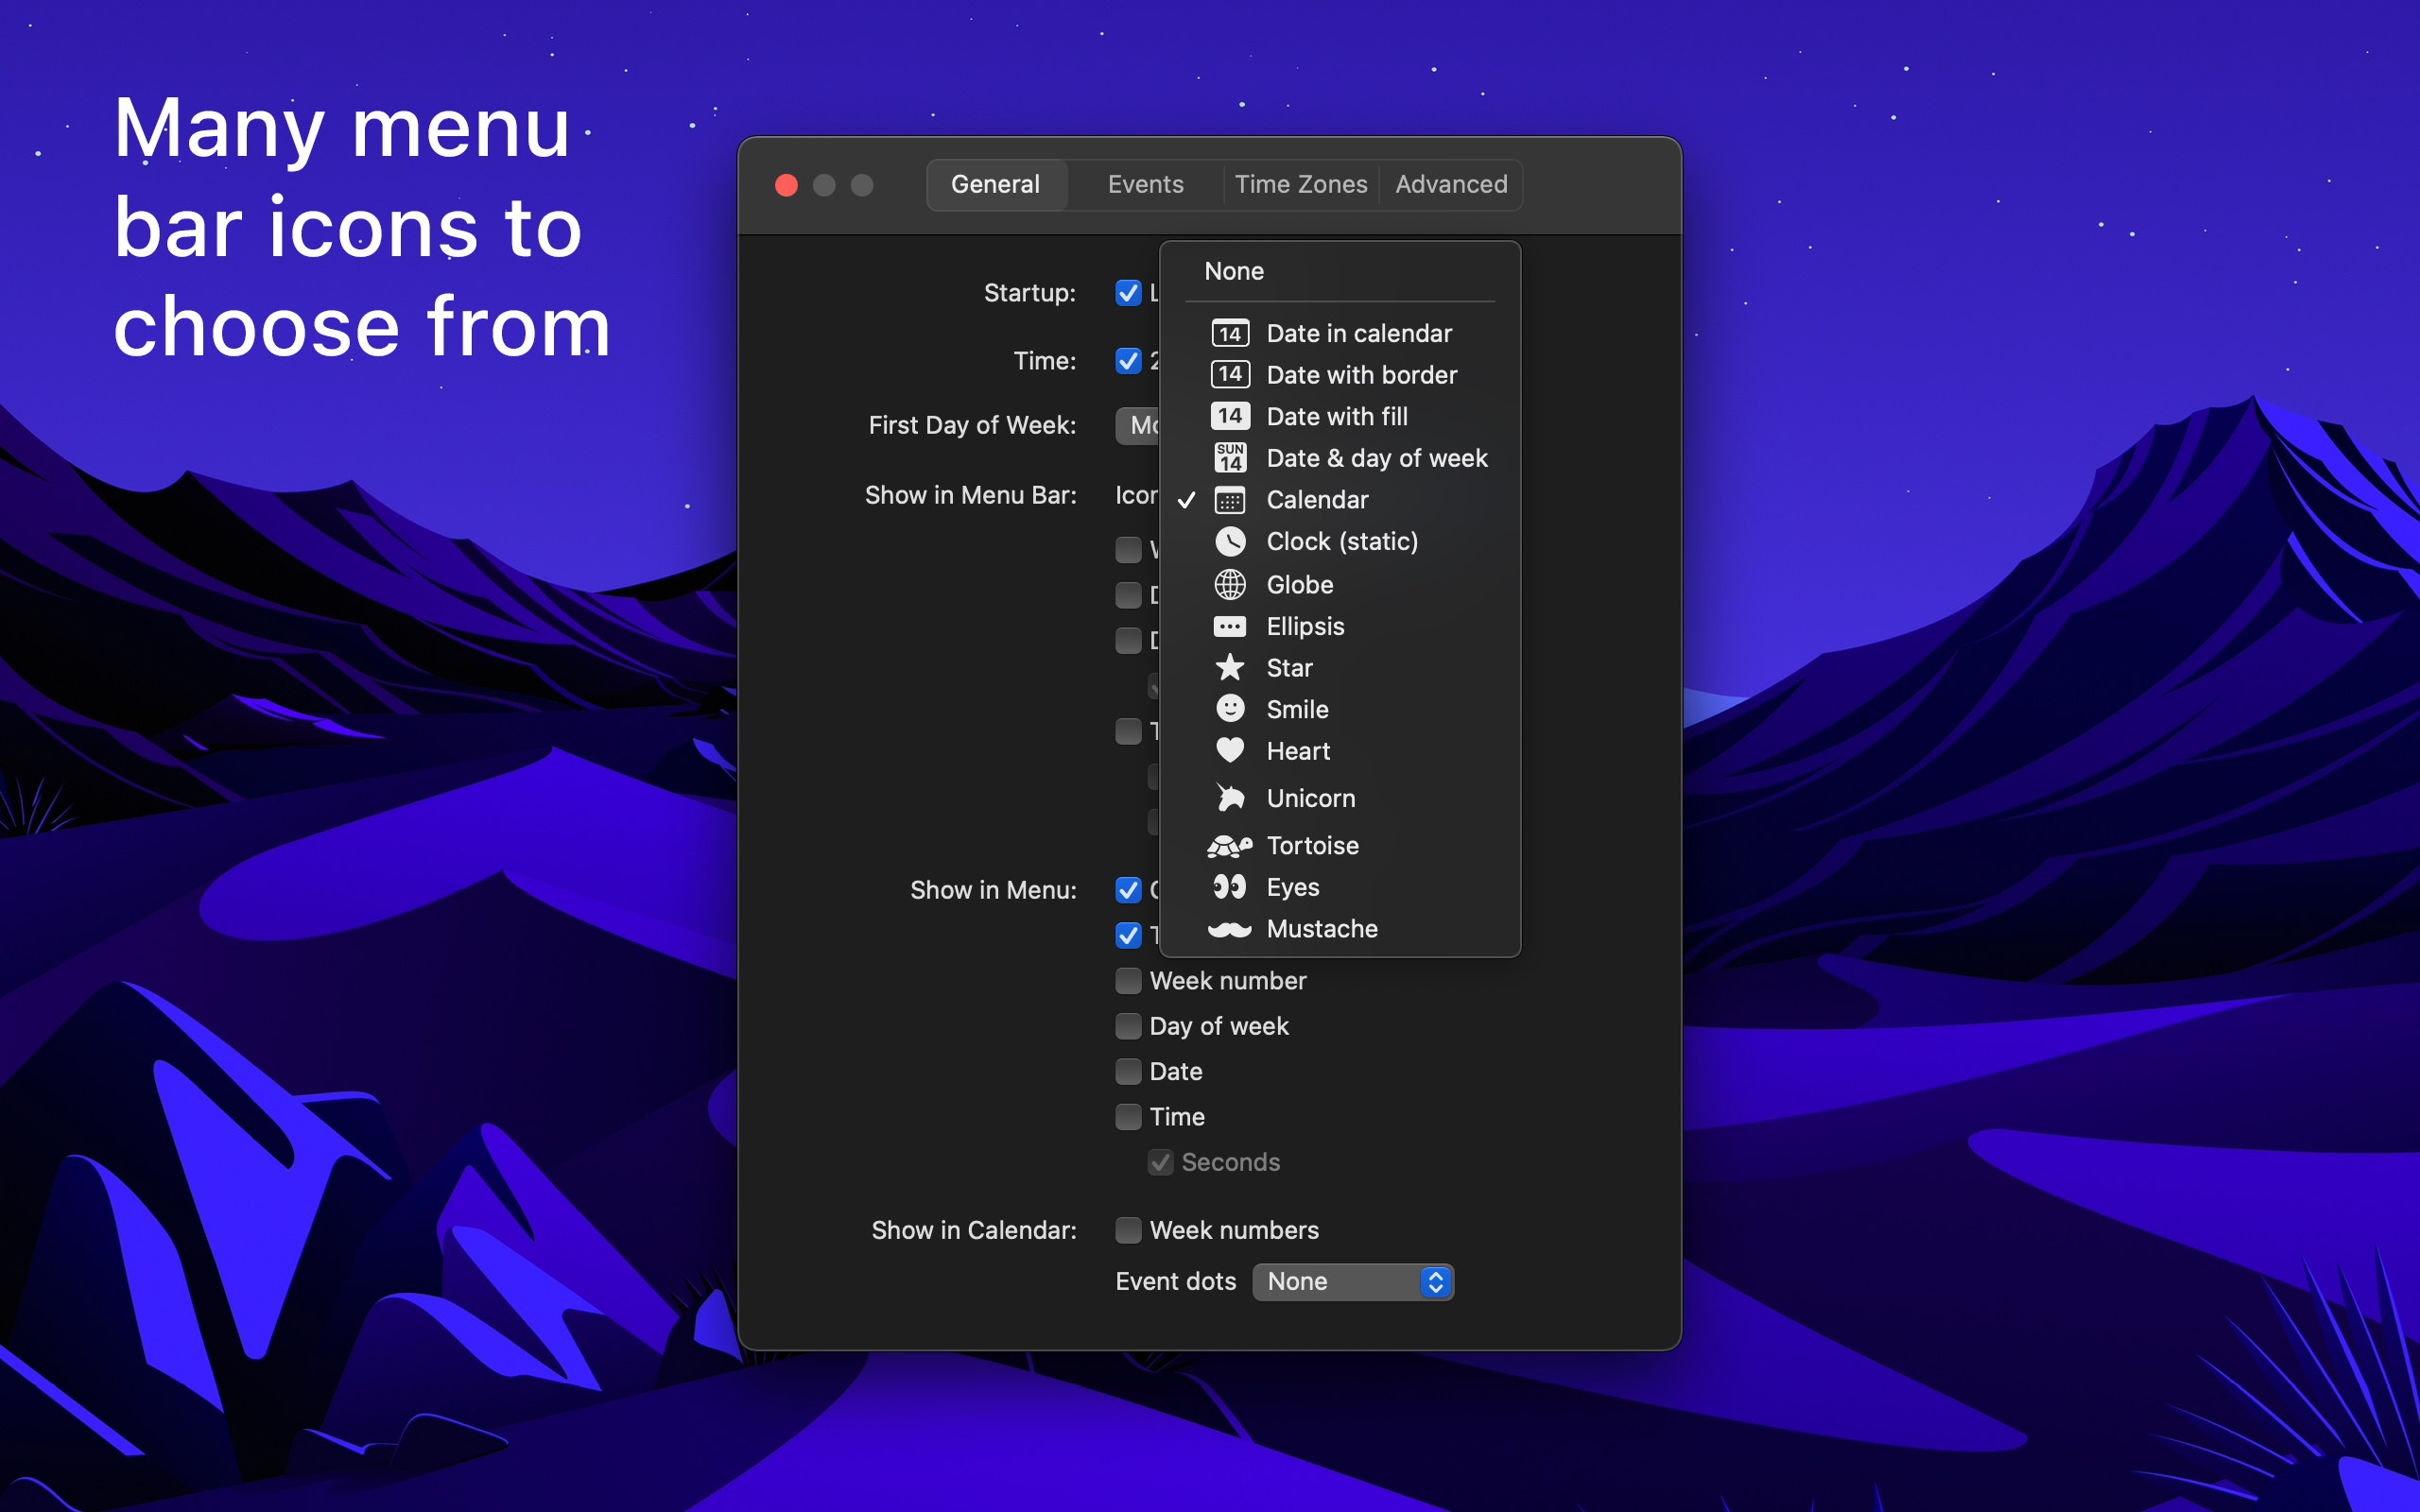 Many menu
bar icons to
choose from
General Events Time Zones Advanced
None
Startup:
14 Date in calendar
Time:
14 Date with border
14 Date with fill
First Day of Week:
SUN 14 Date & day of week
Show in Menu Bar:
Calendar
Clock (static)
Globe
Ellipsis
Star
Smile
Heart
Unicorn
Tortoise
Show in Menu:
Eyes
Mustache
Week number
Day of week
Date
Time
Seconds
Show in Calendar: Week numbers
Event dots None